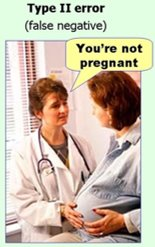 Type II error
(false negative)
You're not
pregnant